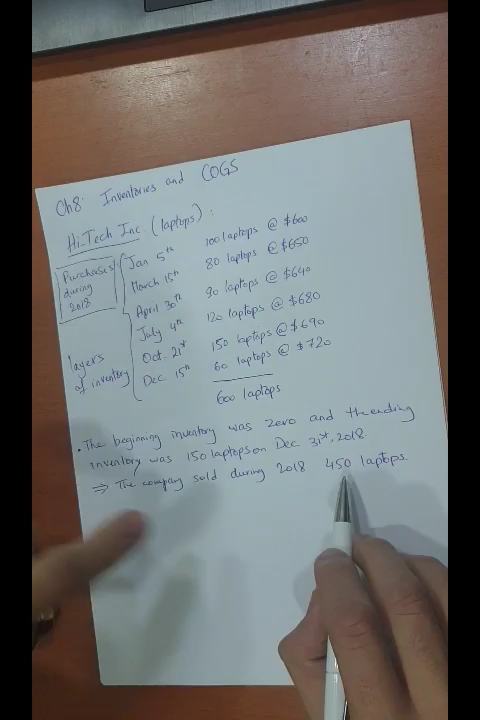 Ch8: Inventories and COGS
Hi-Tech Inc (laptops):
Purchases during 2018
layers of inventory
Jan 5th 100 laptops @ $600
March 15th 80 laptops @ $650
April 30th 90 laptops @ $640
July 4th 120 laptops @ $680
Oct. 21st 150 laptops @ $690
Dec 15th 60 laptops @ $720
600 laptops
• The beginning inventory was zero and the ending
inventory was 150 laptops on Dec 31st, 2018
⇒ The company sold during 2018 450 laptops.